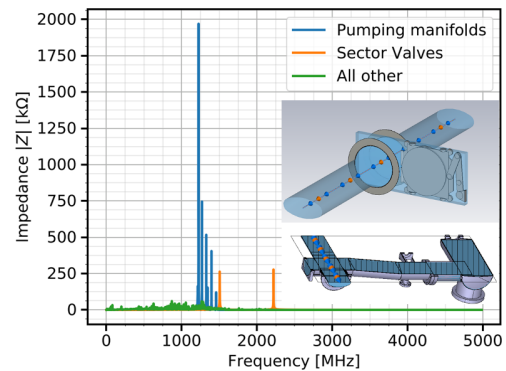 2000
1750
1500
1250
1000
750
500
250
0
Impedance |Z| [kΩ]
Pumping manifolds
Sector Valves
All other
0 1000 2000 3000 4000 5000
Frequency [MHz]